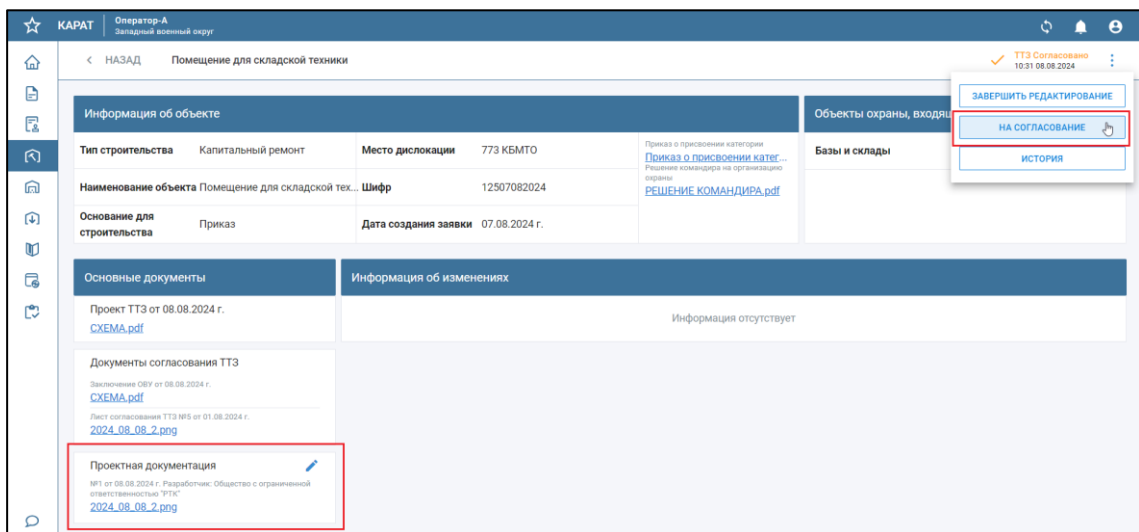 КАРАТ
Оператор-А
Западный военный округ
НАЗАД
Помещение для складской техники
ТТЗ Согласовано
10:31 08.08.2024
ЗАВЕРШИТЬ РЕДАКТИРОВАНИЕ
НА СОГЛАСОВАНИЕ
ИСТОРИЯ
Информация об объекте
Тип строительства Капитальный ремонт Место дислокации 773 КБМТО
Наименование объекта Помещение для складской тех... Шифр 12507082024
Основание для
строительства
Приказ Дата создания заявки 07.08.2024 г.
Приказ о присвоении категории
Приказ о присвоении катег...
Решение командира на организацию
охраны
РЕШЕНИЕ КОМАНДИРА.pdf
Объекты охраны, входящ
Базы и склады
Основные документы
Проект ТТЗ от 08.08.2024 г.
СХЕМА.pdf
Документы согласования ТТЗ
Заключение ОВУ от 08.08.2024 г.
СХЕМА.pdf
Лист согласования ТТЗ №5 от 01.08.2024 г.
2024_08_08_2.png
Проектная документация
№1 от 08.08.2024 г. Разработчик: Общество с ограниченной
ответственностью "РТК"
2024_08_08_2.png
Информация об изменениях
Информация отсутствует